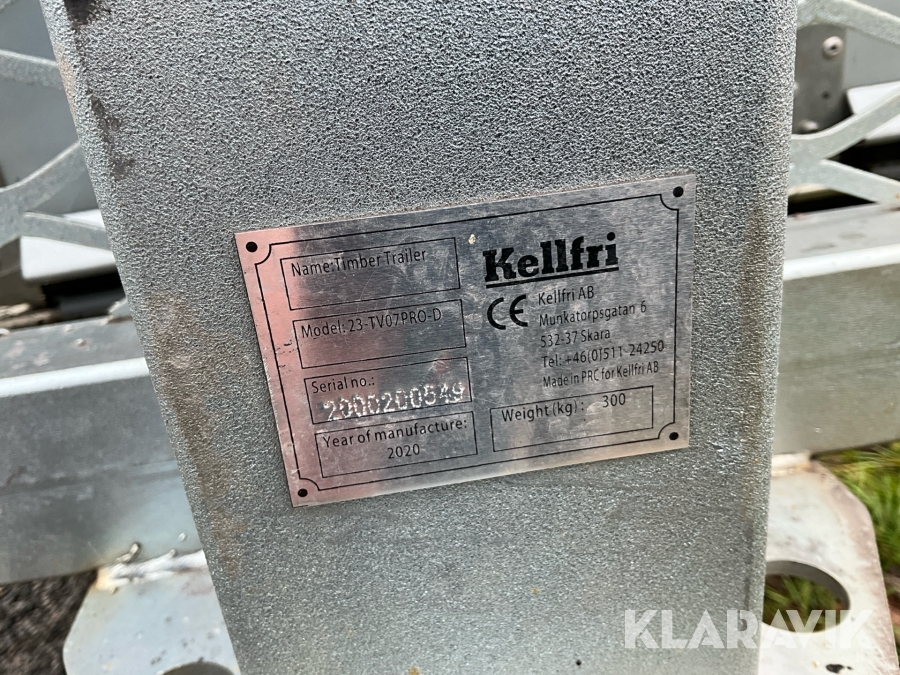 Name:Timber Trailer
Model: 23-TV07PRO-D
Serial no.:
2000200549
Year of manufacture:
2020
Kellfri
CE
Kellfri AB
Munkatorpsgatan 6
532-37 Skara
Tel: +46(0)511-24250
Made in PRC for Kellfri AB
Weight (kg) : 300
KLARAVIK